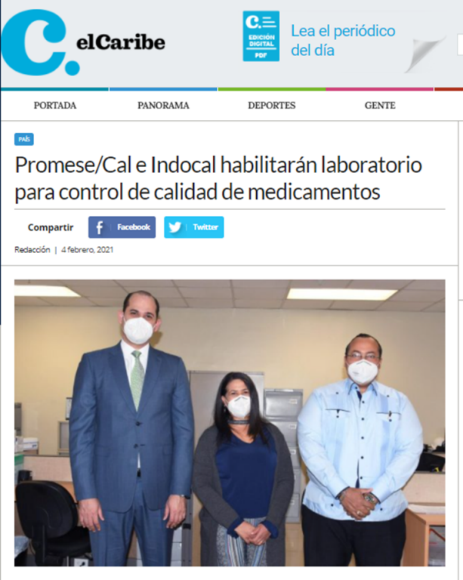 C. elCaribe
C.
EDICIÓN
DIGITAL
PDF
Lea el periódico
del día
PORTADA PANORAMA DEPORTES GENTE
PAÍS
Promese/Cal e Indocal habilitarán laboratorio
para control de calidad de medicamentos
Compartir f Facebook Twitter
Redacción | 4 febrero, 2021